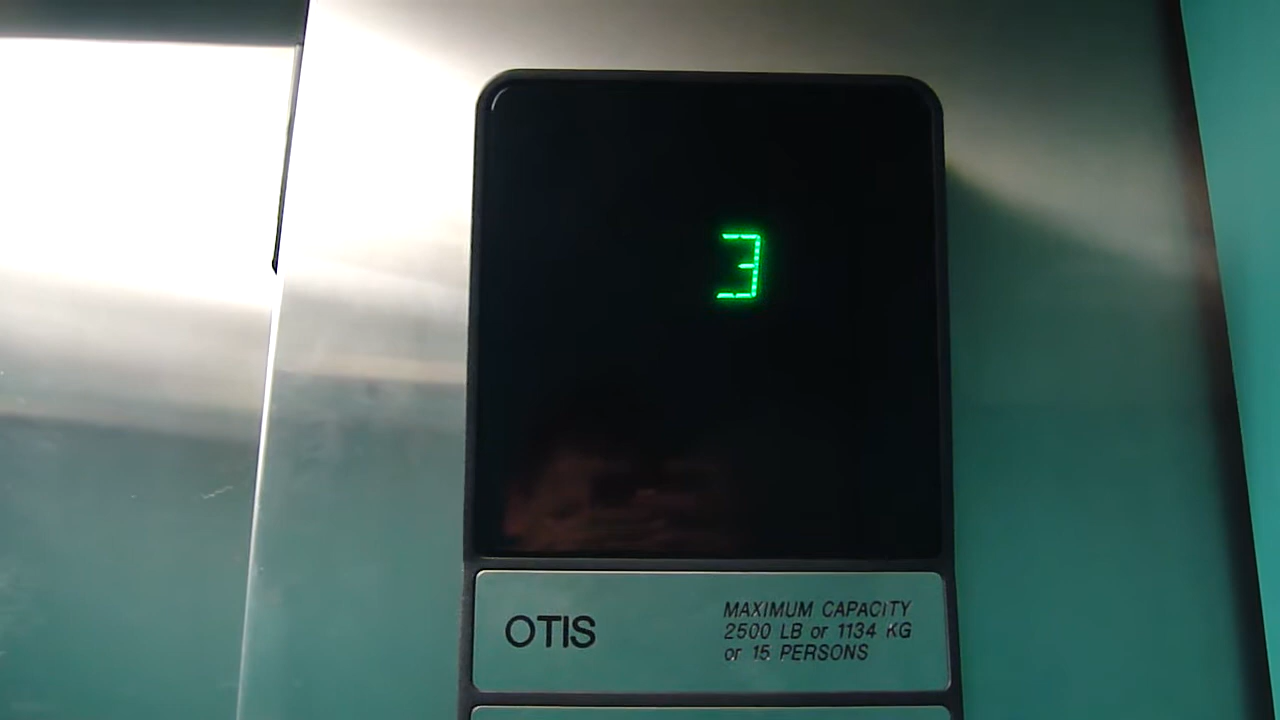 3
OTIS
MAXIMUM CAPACITY
2500 LB or 1134 KG
or 15 PERSONS